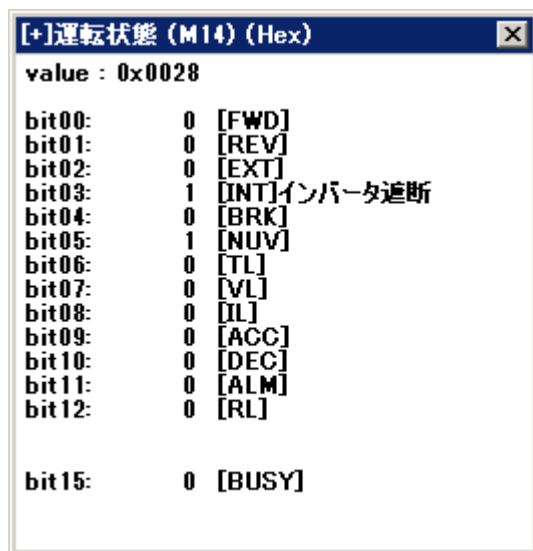 [+]運転状態 (M14) (Hex)
value : 0x0028
bit00: 0 [FWD]
bit01: 0 [REV]
bit02: 0 [EXT]
bit03: 1 [INT]インバータ遮断
bit04: 0 [BRK]
bit05: 1 [NUV]
bit06: 0 [TL]
bit07: 0 [VL]
bit08: 0 [IL]
bit09: 0 [ACC]
bit10: 0 [DEC]
bit11: 0 [ALM]
bit12: 0 [RL]
bit15: 0 [BUSY]